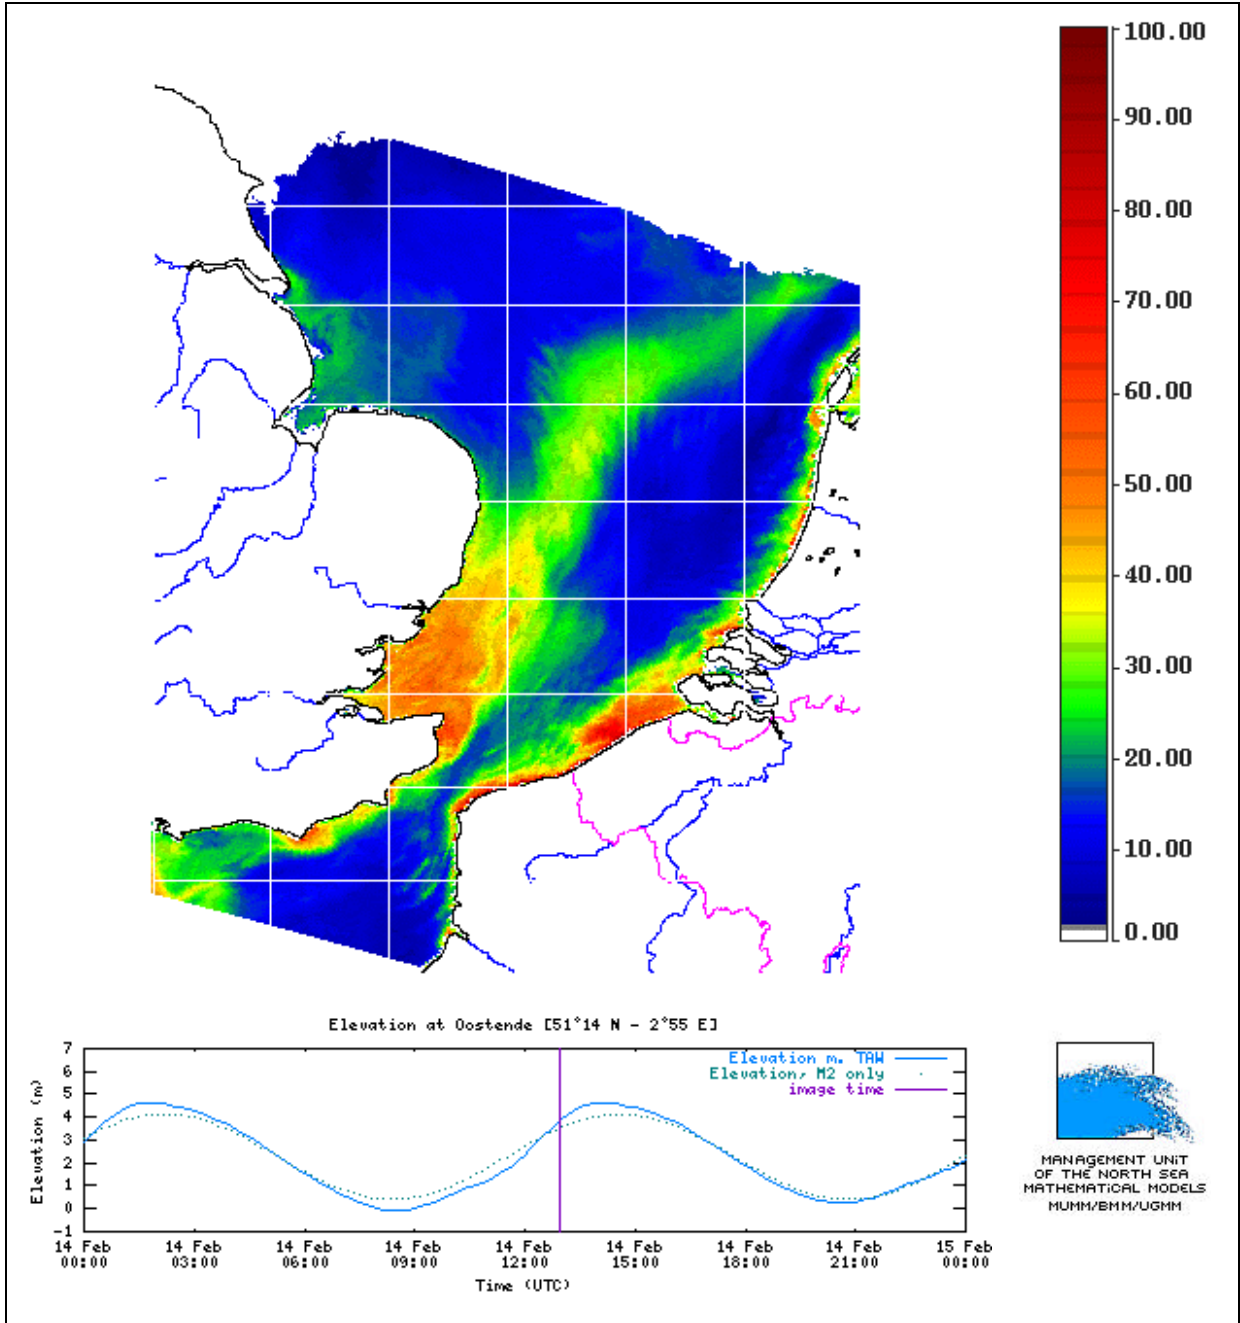 100.00
90.00
80.00
70.00
60.00
50.00
40.00
30.00
20.00
10.00
0.00
Elevation at Oostende [51°14 N - 2°55 E]
Elevation m. TAW
Elevation, M2 only
image time
Elevation (m)
7
6
5
4
3
2
1
0
-1
14 Feb 14 Feb 14 Feb 14 Feb 14 Feb 14 Feb 14 Feb 14 Feb 15 Feb
00:00 03:00 06:00 09:00 12:00 15:00 18:00 21:00 00:00
Time (UTC)
MANAGEMENT UNiT
OF THE NORTH SEA
MATHEMATiCAL MODELS
MUMM/BMM/UGMM